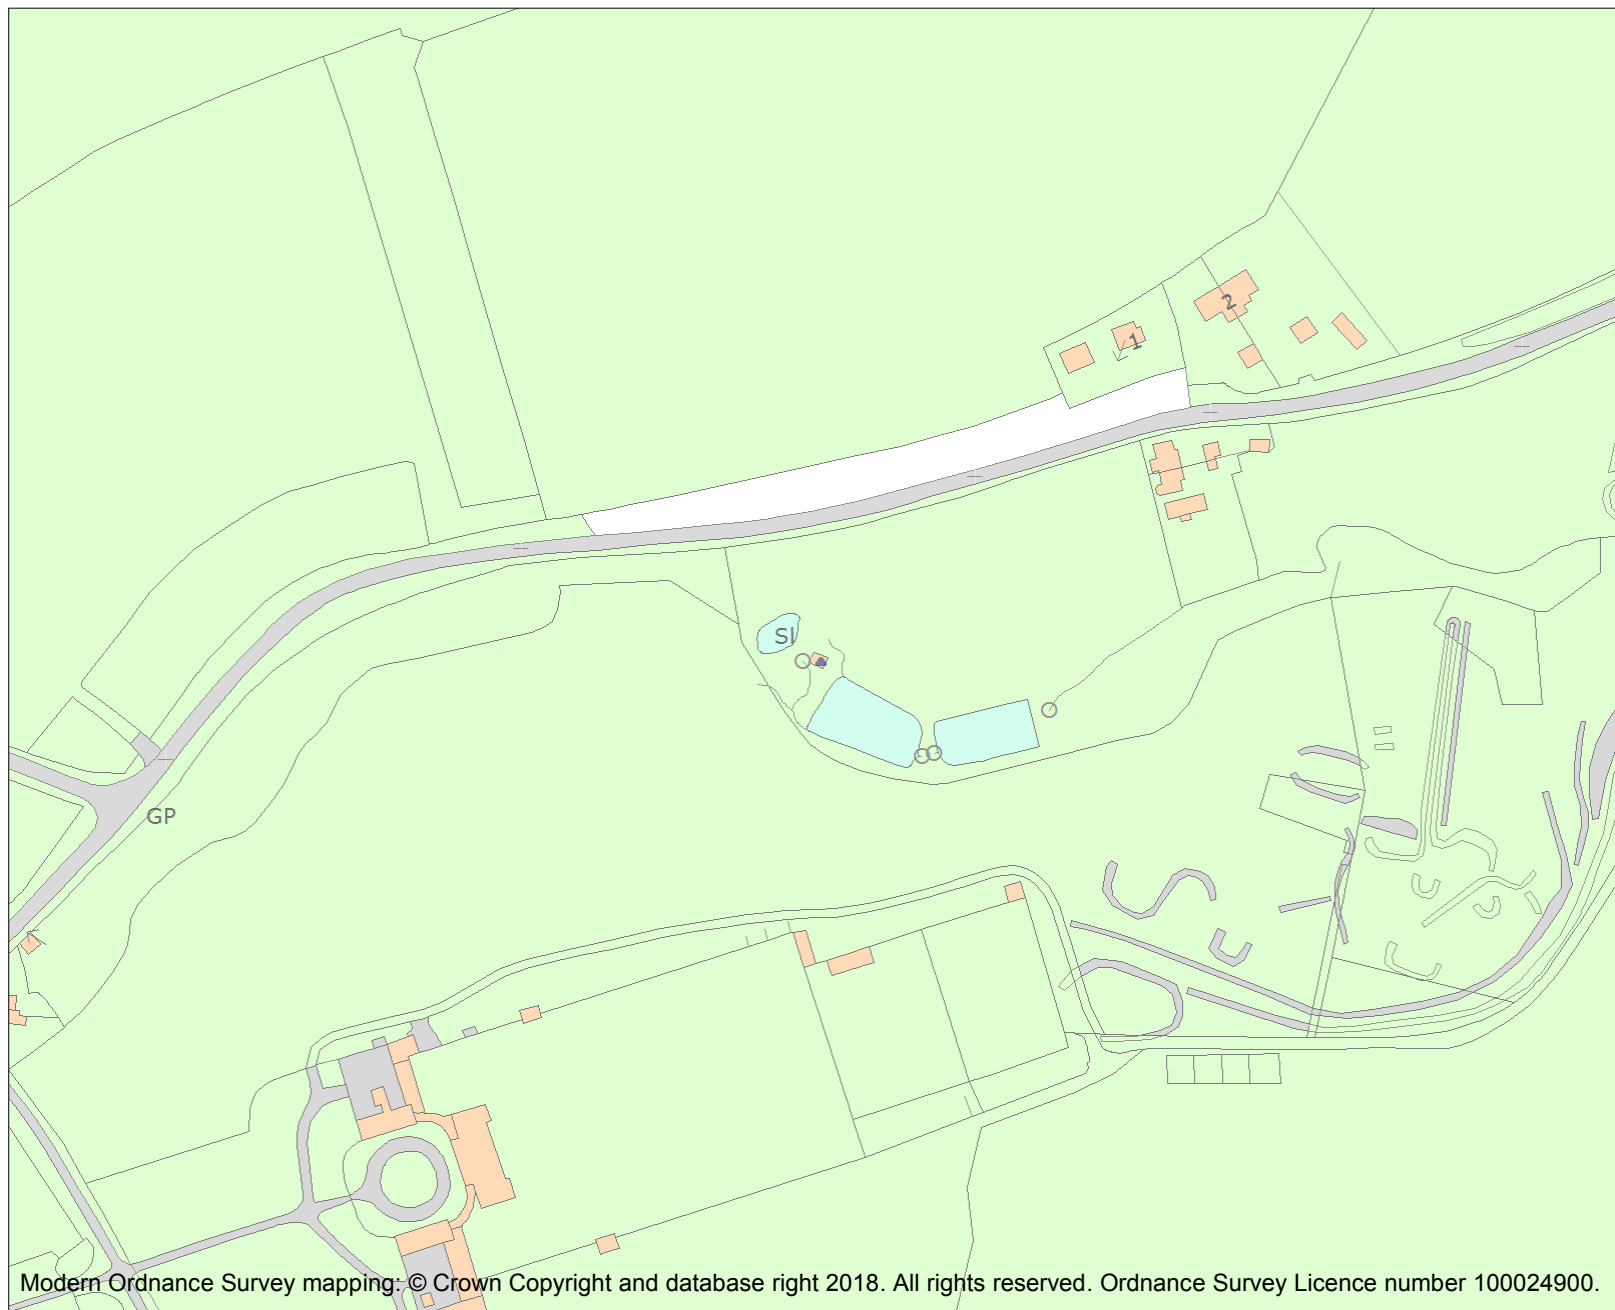 2
1
Sl
GP
Modern Ordnance Survey mapping: © Crown Copyright and database right 2018. All rights reserved. Ordnance Survey Licence number 100024900.